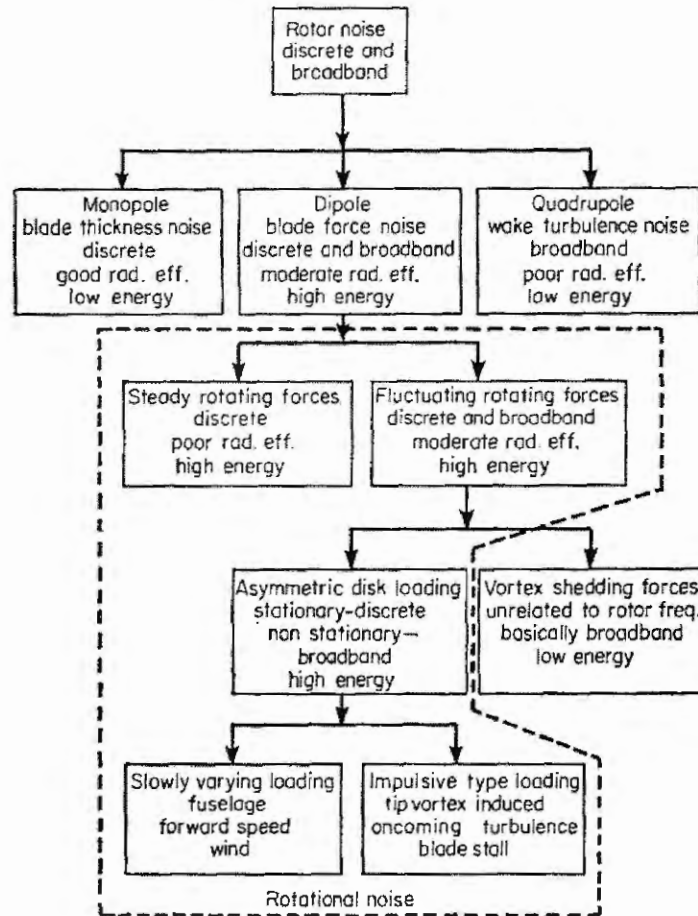 Rotor noise
discrete and
broadband
Monopole
blade thickness noise
discrete
good rad. eff.
low energy
Dipole
blade force noise
discrete and broadband
moderate rad. eff.
high energy
Quadrupole
wake turbulence noise
broadband
poor rad. eff.
low energy
Steady rotating forces
discrete
poor rad. eff.
high energy
Fluctuating rotating forces
discrete and broadband
moderate rad. eff.
high energy
Asymmetric disk loading
stationary-discrete
non stationary—
broadband
high energy
Vortex shedding forces
unrelated to rotor freq.
basically broadband
low energy
Slowly varying loading
fuselage
forward speed
wind
Impulsive type loading
tip vortex induced
oncoming turbulence
blade stall
Rotational noise